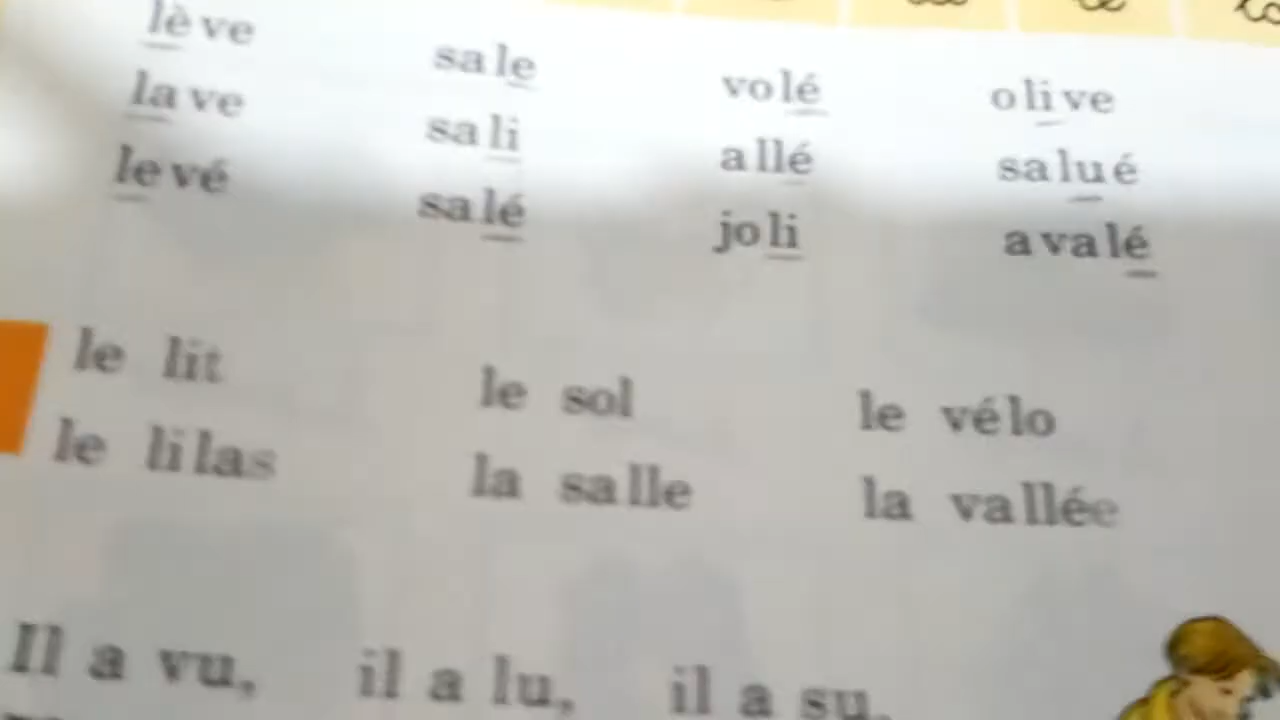 lève sale volé olive
lave sali allé salué
levé salé joli avalé
le lit le sol le vélo
le lilas la salle la vallée
Il a vu, il a lu, il a su.